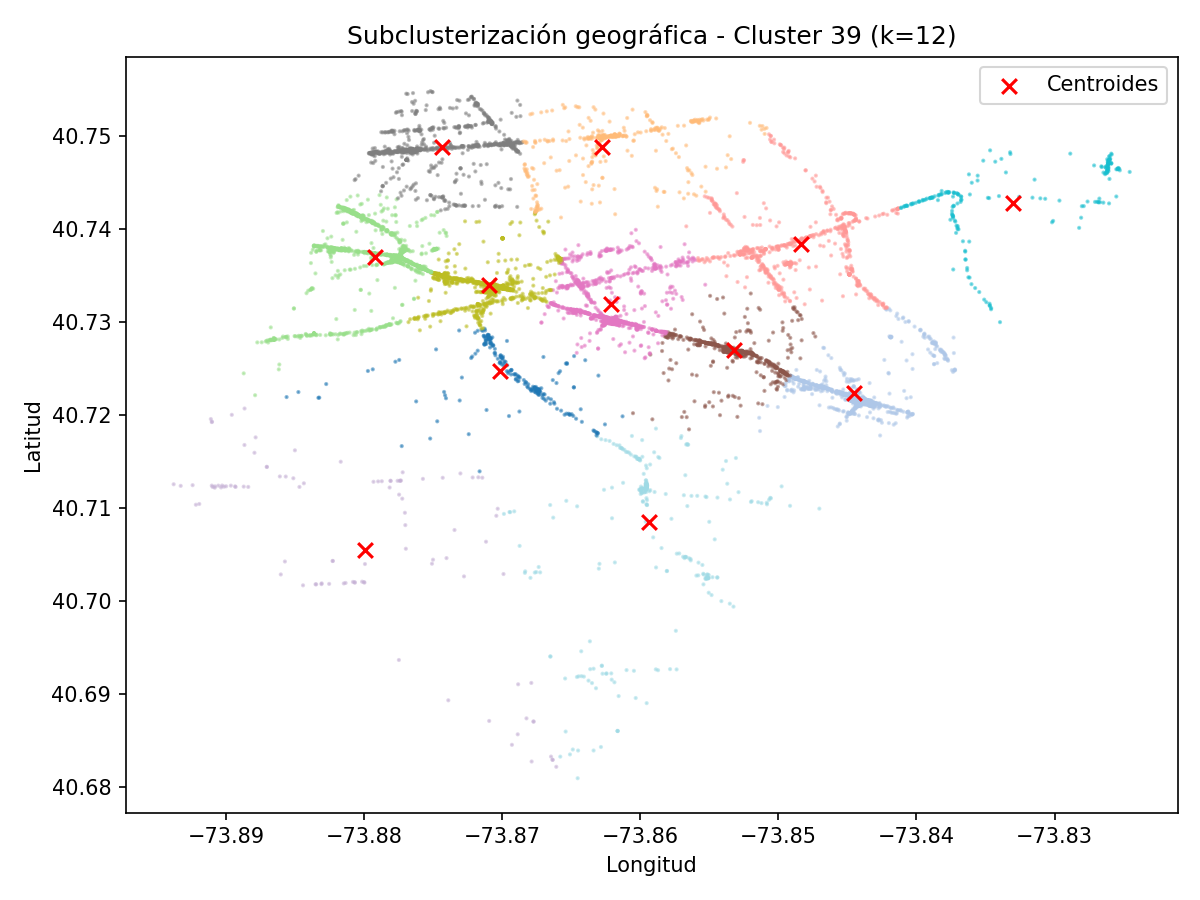 Subclusterización geográfica - Cluster 39 (k=12)
Centroides
40.75
40.74
40.73
40.72
40.71
40.70
40.69
40.68
Latitud
−73.89 −73.88 −73.87 −73.86 −73.85 −73.84 −73.83
Longitud